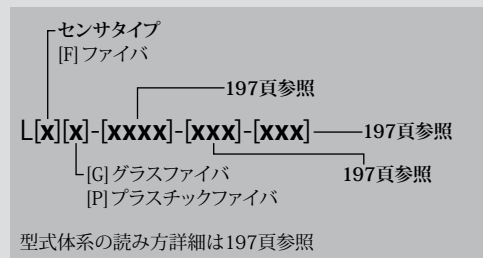 センサタイプ
[F]ファイバ
197頁参照
L[x][x]-[xxxx]-[xxx]-[xxx] 197頁参照
[G]グラスファイバ 197頁参照
[P]プラスチックファイバ
型式体系の読み方詳細は197頁参照